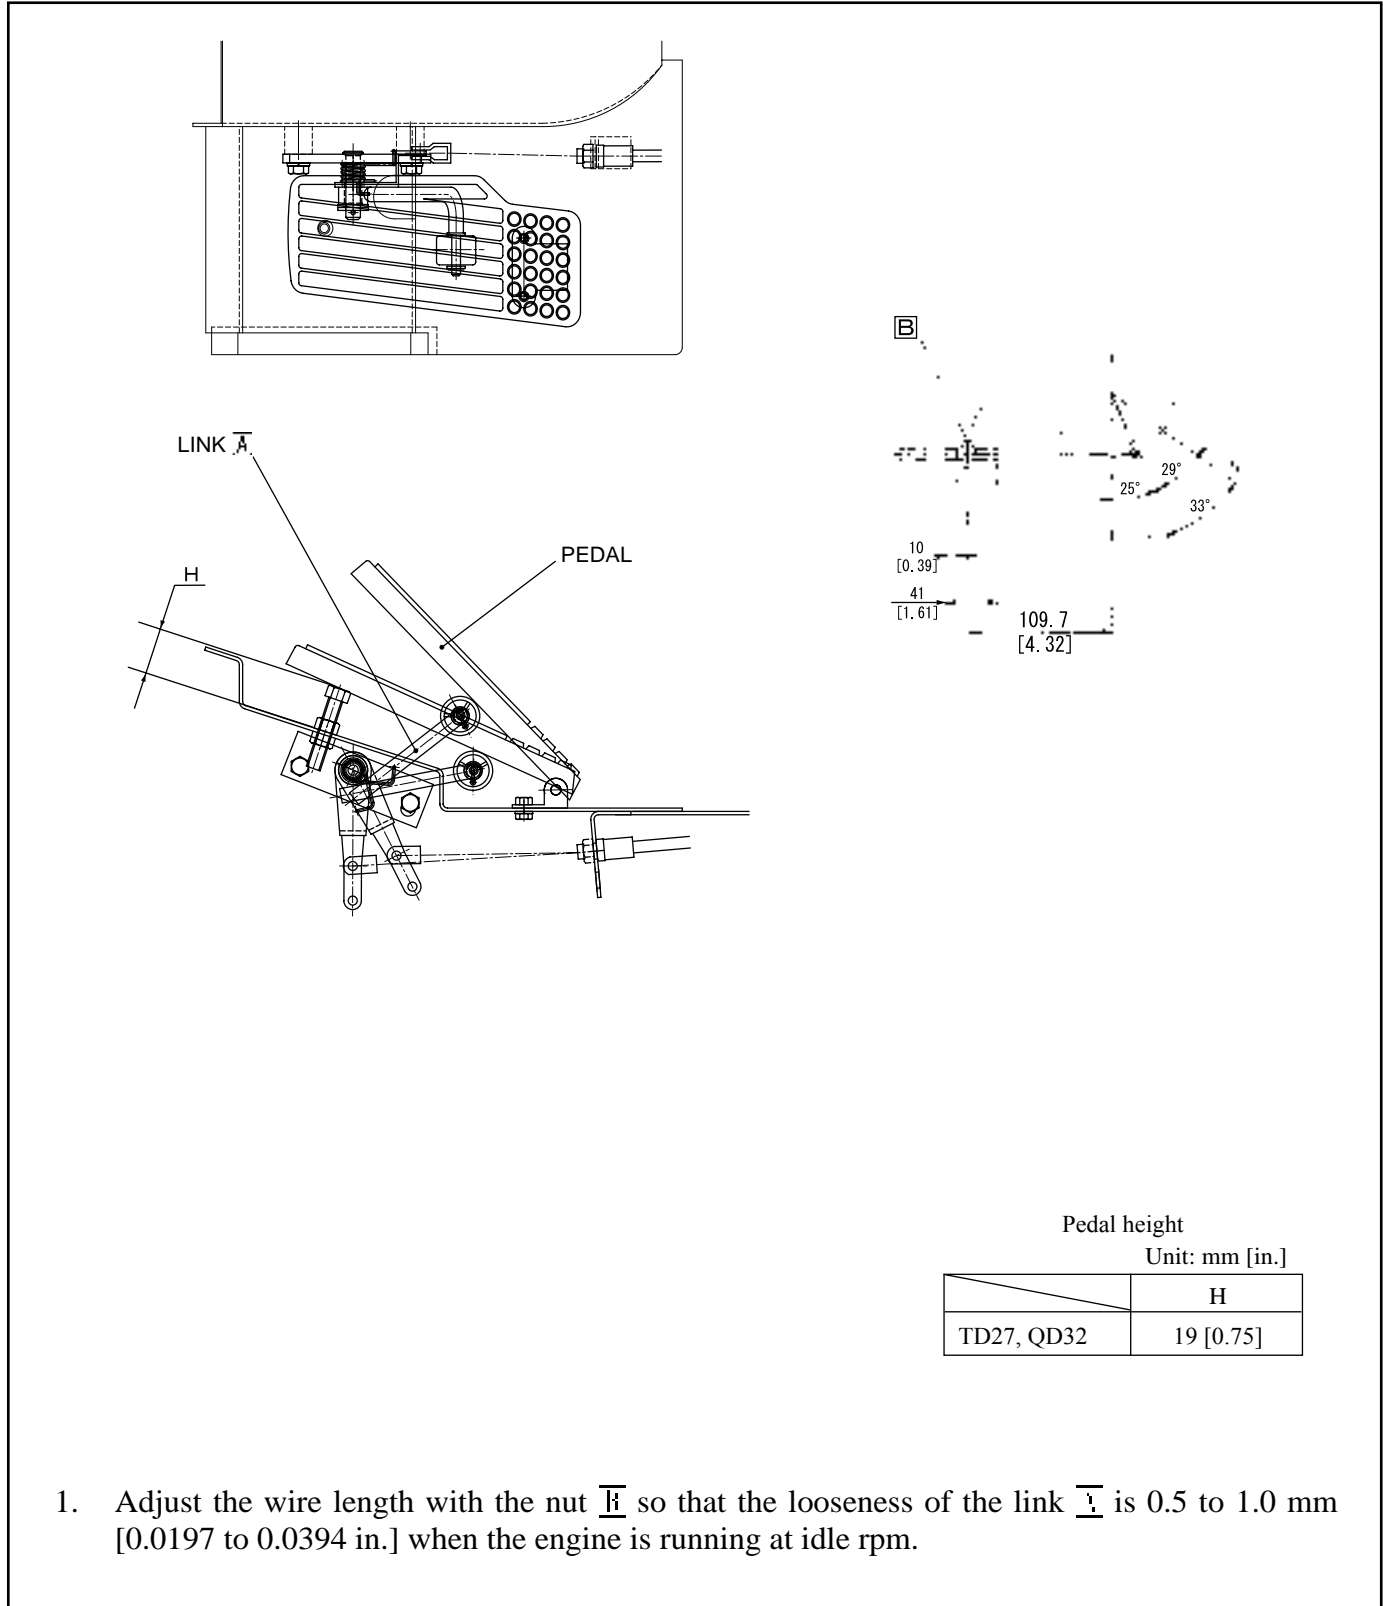 B
LINK A
29°
25°
33°
10
[0.39]
PEDAL
H
41
[1.61]
109.7
[4.32]
Pedal height
Unit: mm [in.]
H
TD27, QD32 19 [0.75]
1. Adjust the wire length with the nut so that the looseness of the link is 0.5 to 1.0 mm
[0.0197 to 0.0394 in.] when the engine is running at idle rpm.